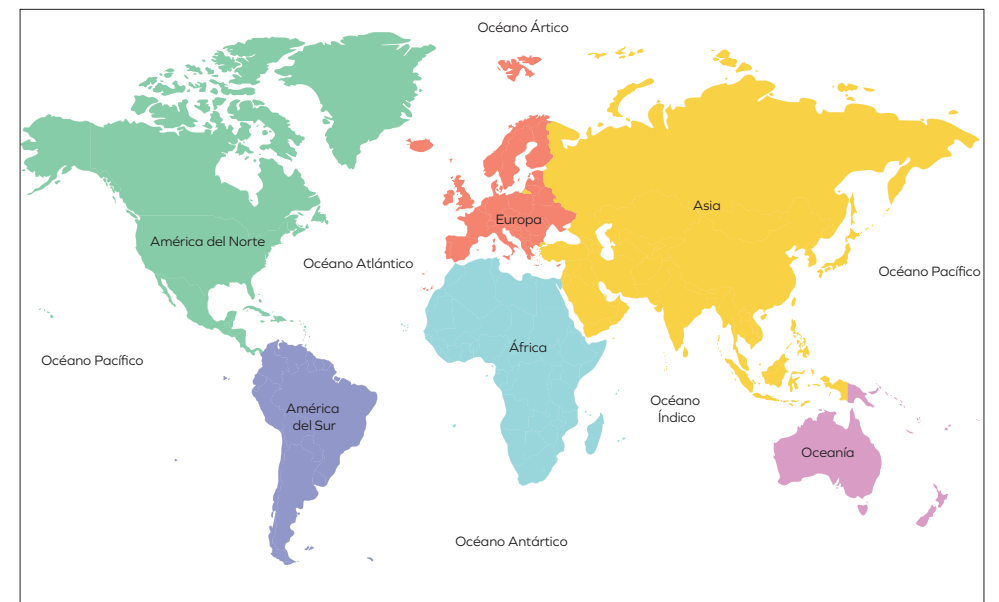 Océano Ártico
Asia
Europa
América del Norte
Océano Atlántico
Océano Pacífico
África
Océano Pacífico
Océano
Índico
América
del Sur
Oceanía
Océano Antártico